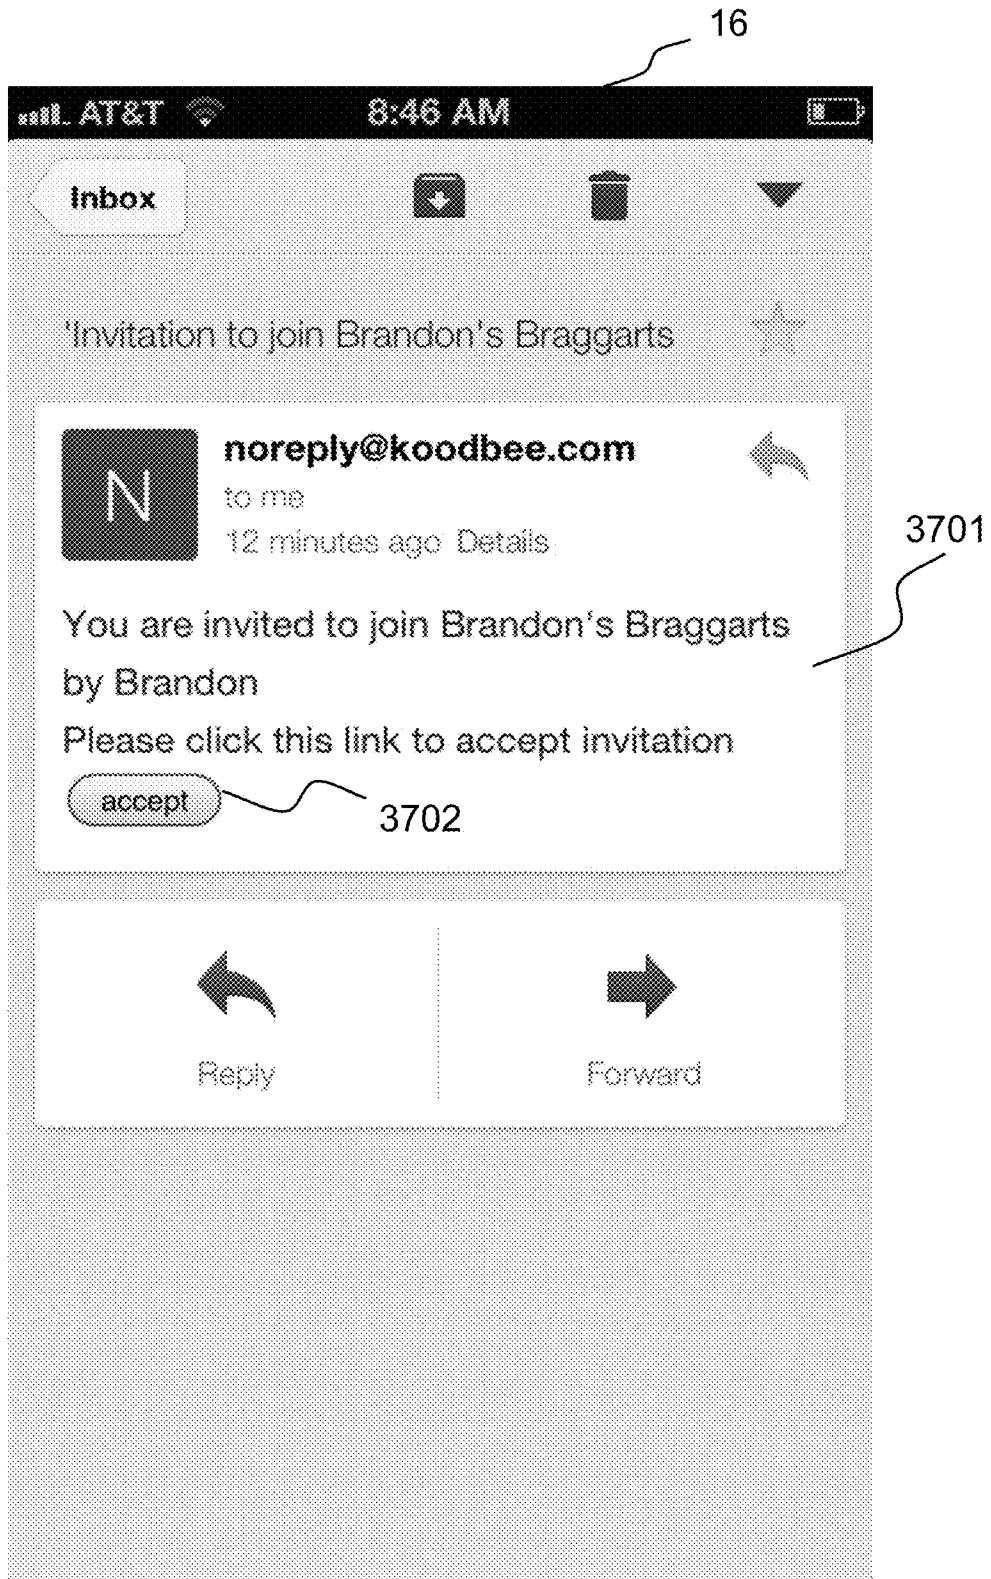 16
AT&T 8:46 AM
Inbox
'Invitation to join Brandon's Braggarts
N
noreply@koodbee.com
to me
12 minutes ago Details
3701
You are invited to join Brandon's Braggarts
by Brandon
Please click this link to accept invitation
accept
3702
Reply Forward